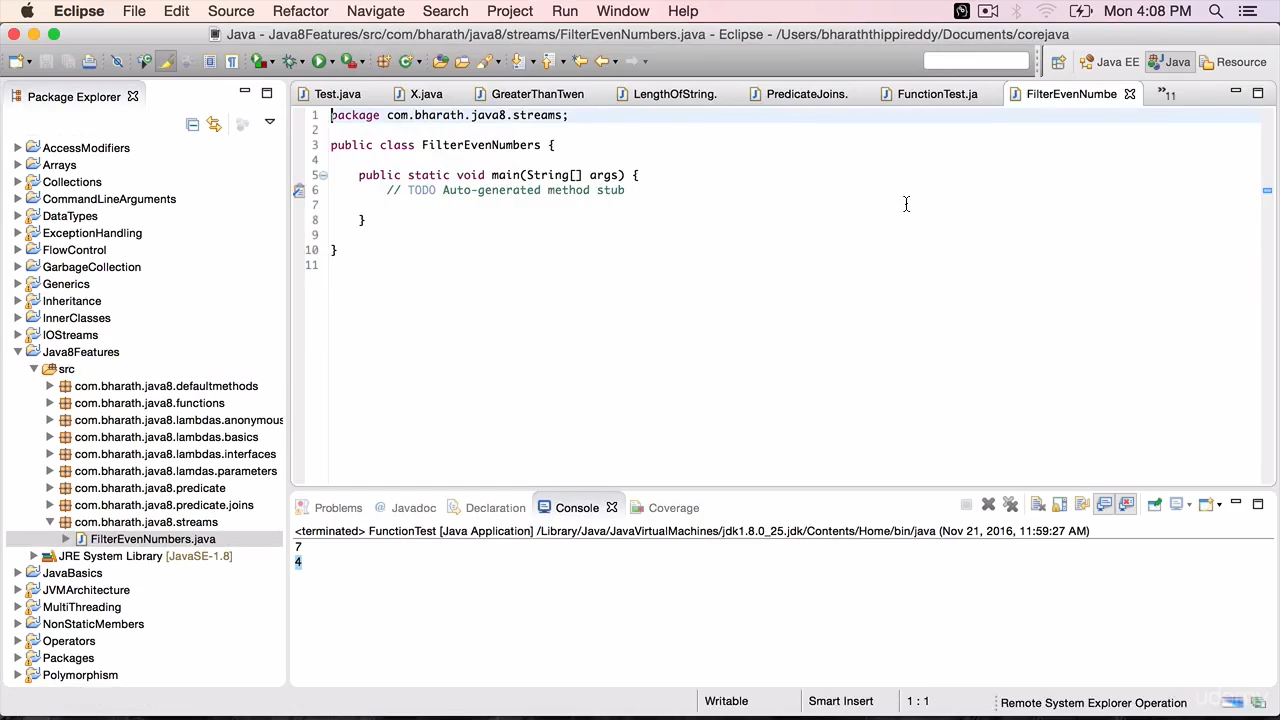 Eclipse File Edit Source Refactor Navigate Search Project Run Window Help Mon 4:08 PM
Java - Java8Features/src/com/bharath/java8/streams/FilterEvenNumbers.java - Eclipse - /Users/bharaththippireddy/Documents/corejava
Java EE Java Resource
Package Explorer
Test.java X.java GreaterThanTwen LengthOfString. PredicateJoins. FunctionTest.ja FilterEvenNumbe »11
AccessModifiers
Arrays
Collections
CommandLineArguments
DataTypes
ExceptionHandling
FlowControl
GarbageCollection
Generics
Inheritance
InnerClasses
IOStreams
Java8Features
src
com.bharath.java8.defaultmethods
com.bharath.java8.functions
com.bharath.java8.lambdas.anonymous
com.bharath.java8.lambdas.basics
com.bharath.java8.lambdas.interfaces
com.bharath.java8.lamdas.parameters
com.bharath.java8.predicate
com.bharath.java8.predicate.joins
com.bharath.java8.streams
FilterEvenNumbers.java
JRE System Library [JavaSE-1.8]
JavaBasics
JVMArchitecture
MultiThreading
NonStaticMembers
Operators
Packages
Polymorphism
1 package com.bharath.java8.streams;
2
3 public class FilterEvenNumbers {
4
5 public static void main(String[] args) {
6 // TODO Auto-generated method stub
7
8 }
9
10 }
11
Problems @ Javadoc Declaration Console Coverage
<terminated> FunctionTest [Java Application] /Library/Java/JavaVirtualMachines/jdk1.8.0_25.jdk/Contents/Home/bin/java (Nov 21, 2016, 11:59:27 AM)
7
4
Writable Smart Insert 1 : 1 Remote System Explorer Operation
udemy